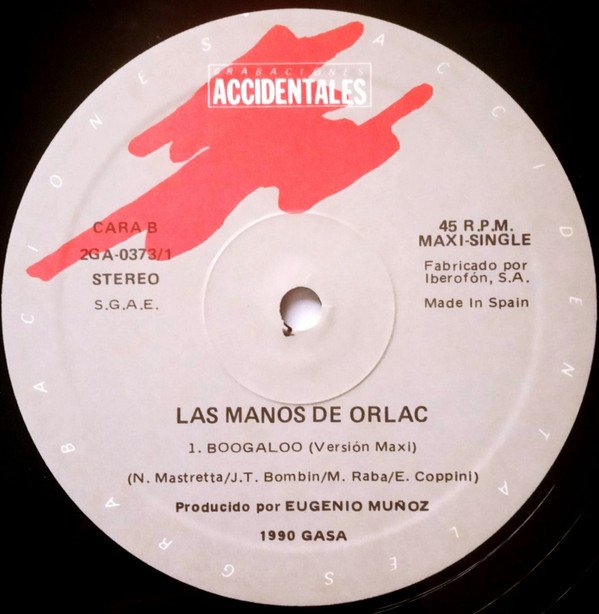 GRABACIONES
ACCIDENTALES
CARA B
2GA-0373/1
STEREO
S.G.A.E.
45 R.P.M.
MAXI-SINGLE
Fabricado por
Iberofón, S.A.
Made In Spain
LAS MANOS DE ORLAC
1. BOOGALOO (Versión Maxi)
(N. Mastretta/J.T. Bombin/M. Raba/E. Coppini)
Producido por EUGENIO MUÑOZ
1990 GASA
GRABACIONES ACCIDENTALES